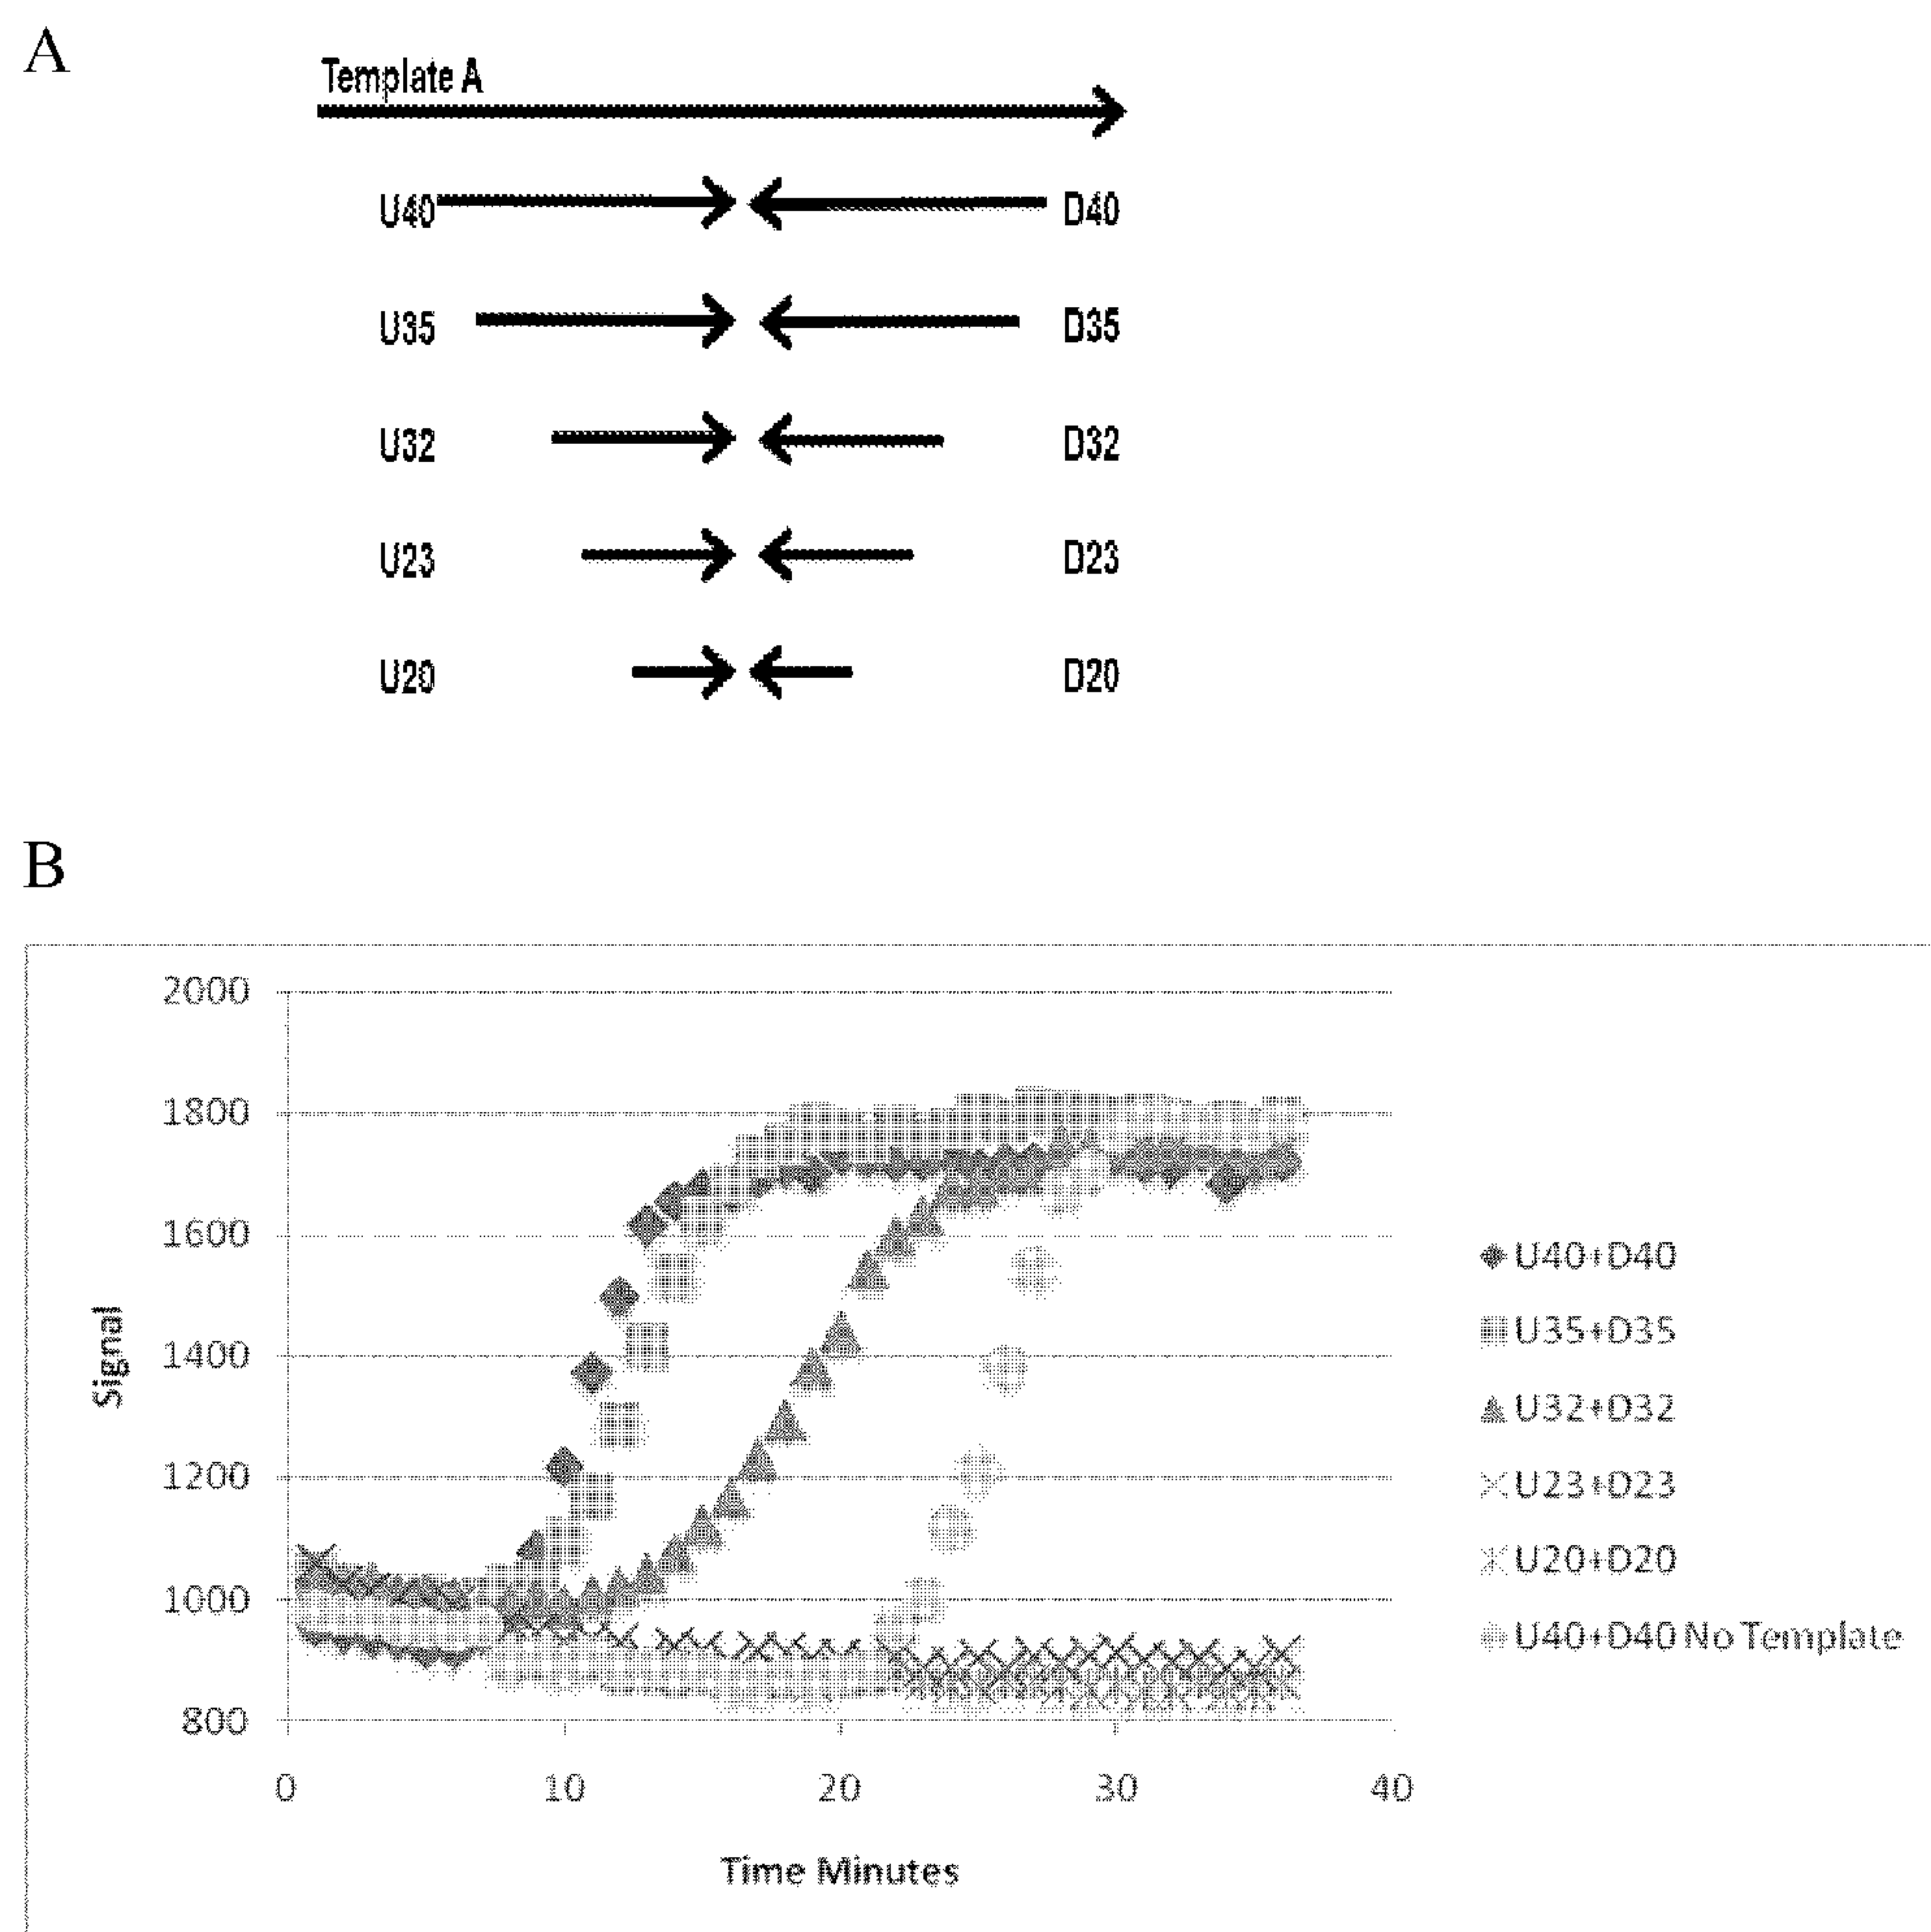 A
Template A
U40 D40
U35 D35
U32 D32
U23 D23
U20 D20
B
2000
1800
1600
1400
1200
1000
800
Signal
0 10 20 30 40
Time Minutes
U40+D40
U35+D35
U32+D32
U23+D23
U20+D20
U40+D40 No Template